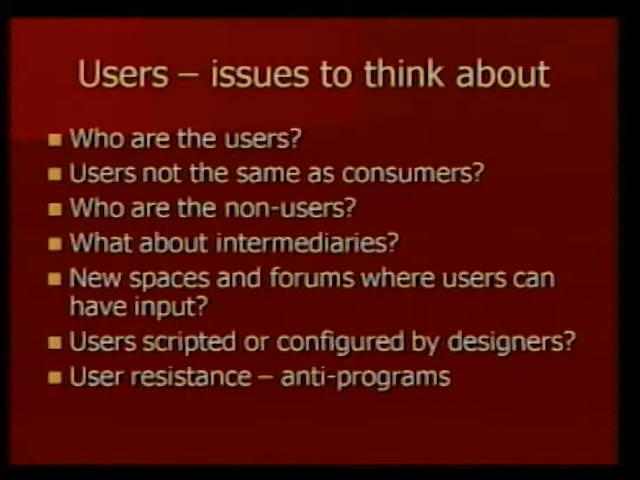 Users – issues to think about
Who are the users?
Users not the same as consumers?
Who are the non-users?
What about intermediaries?
New spaces and forums where users can
have input?
Users scripted or configured by designers?
User resistance – anti-programs